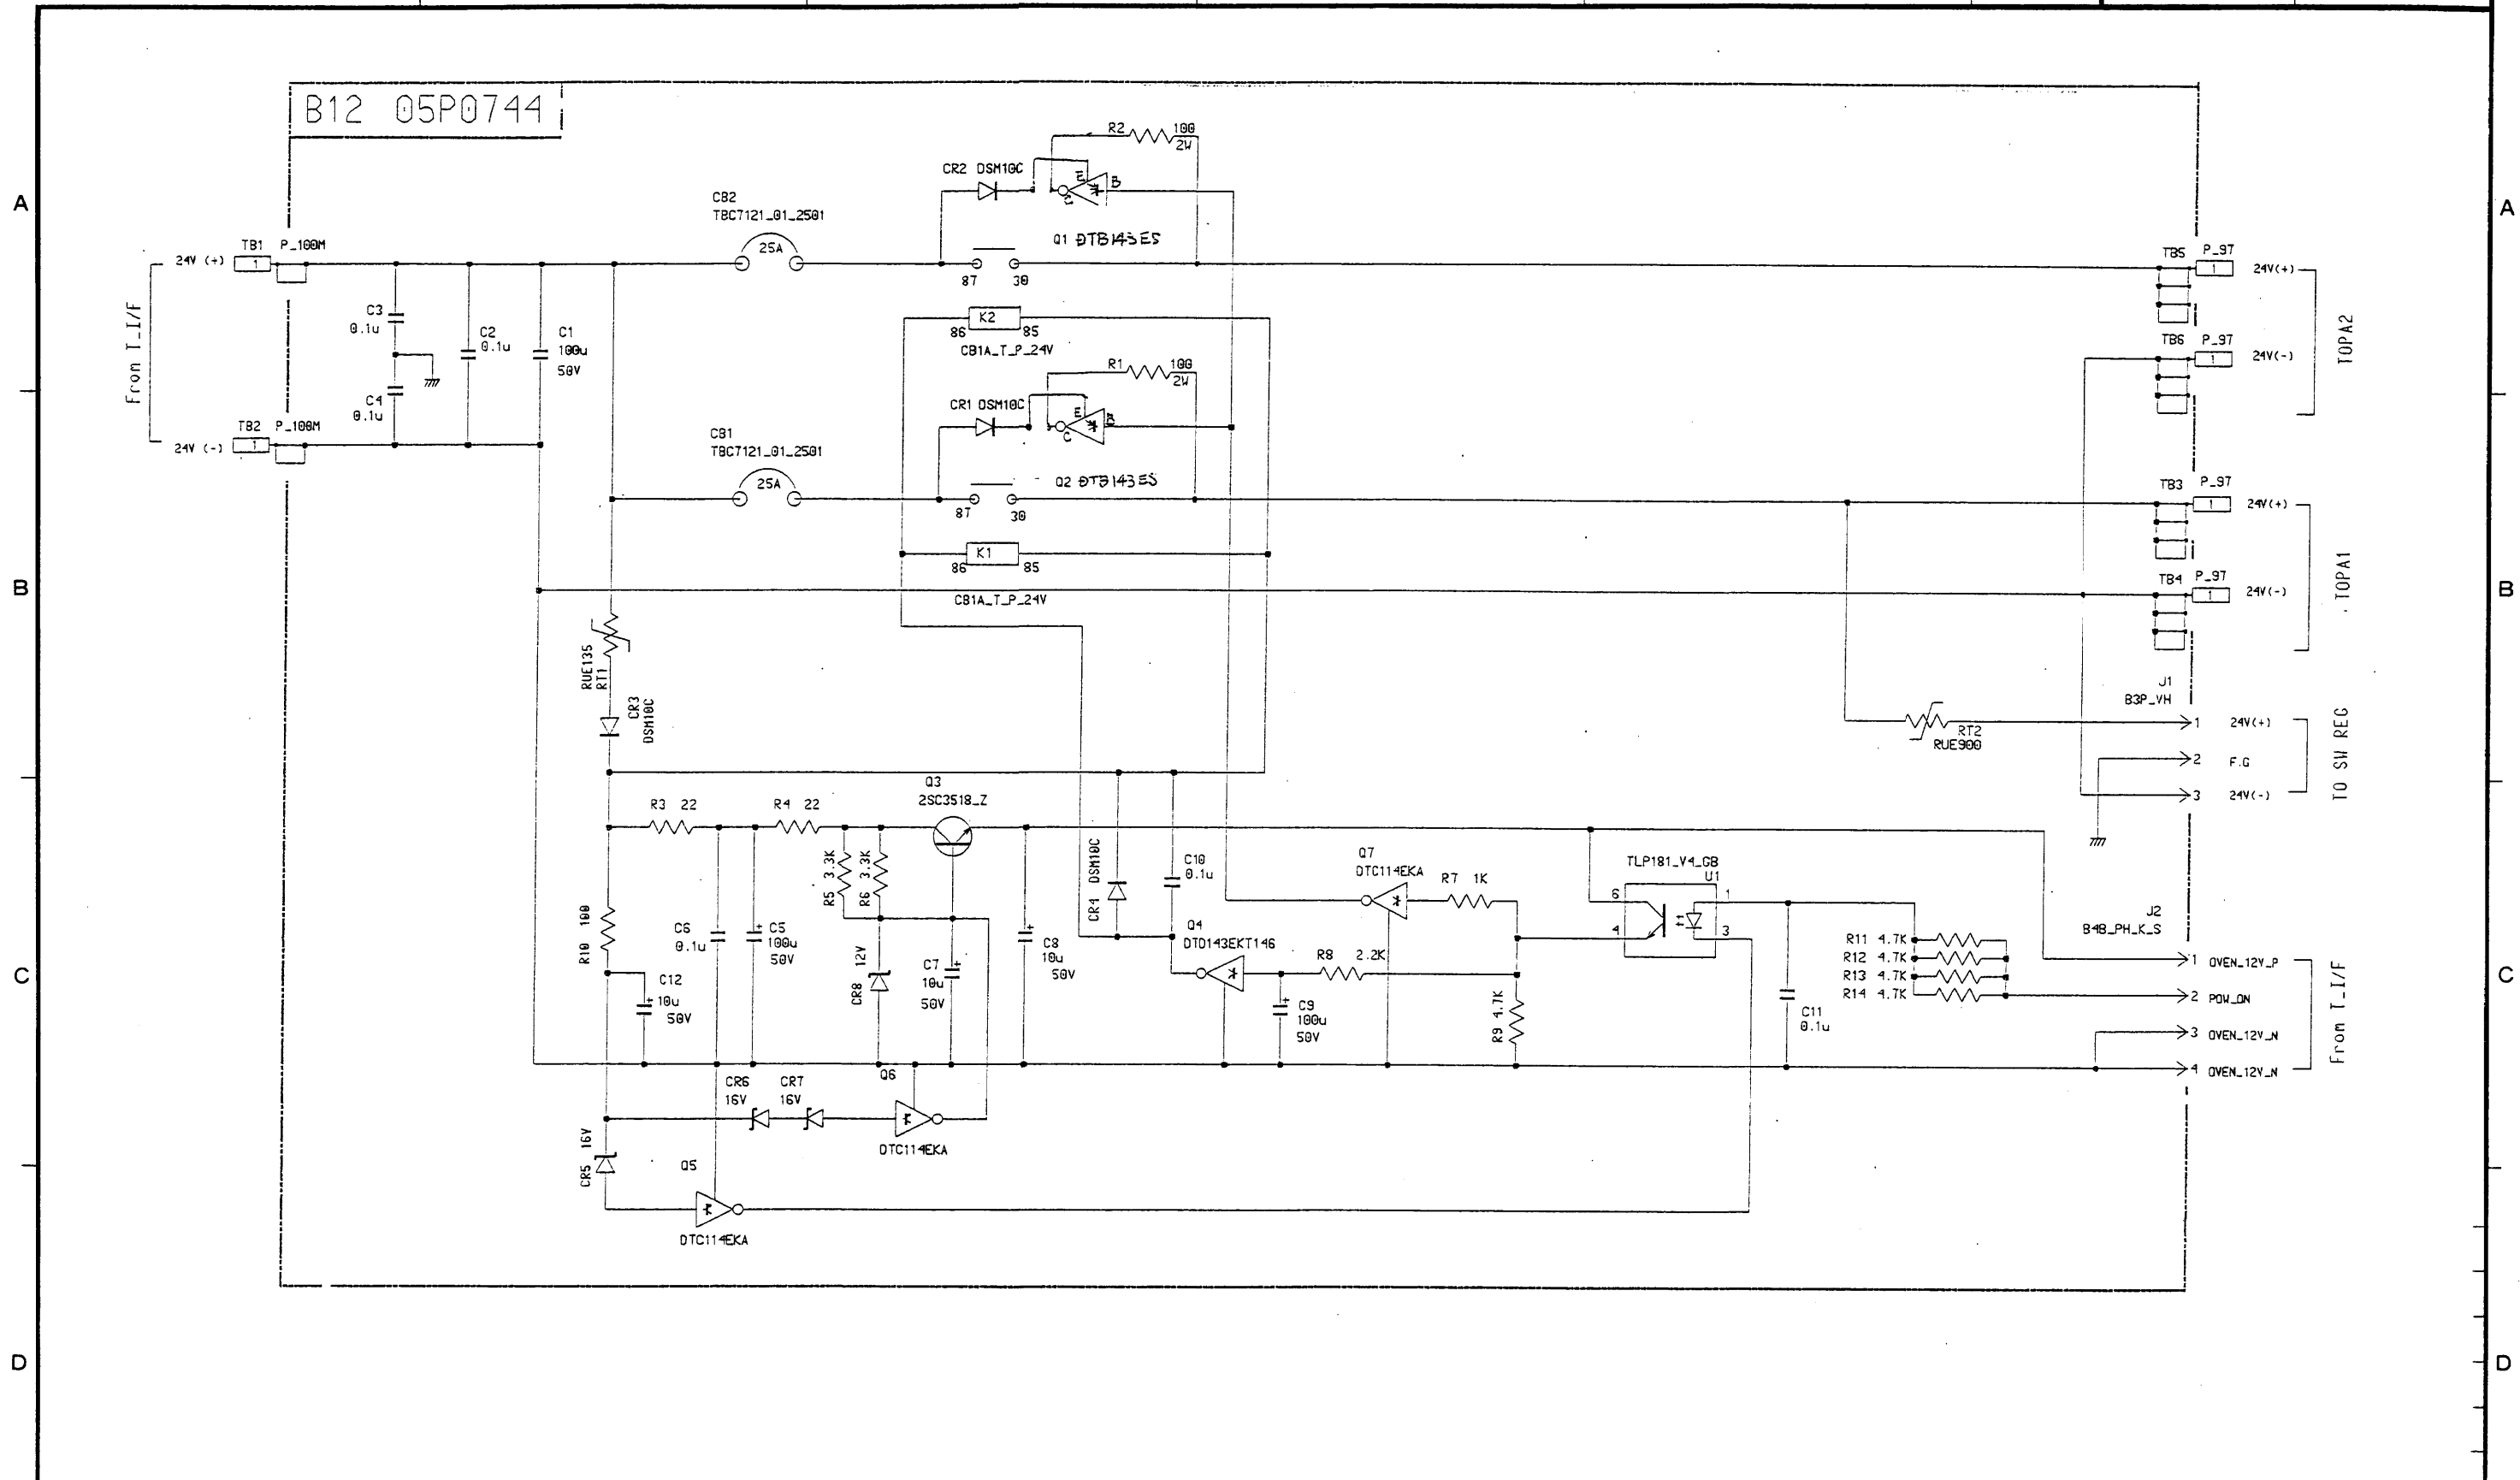 B12 05P0744
A
A
B
B
C
C
D
D
From T_I/F
24V (+)
TB1 P_100M
1
24V (-)
TB2 P_100M
1
C3
0.1u
C4
0.1u
C2
0.1u
C1
100u
50V
CB2
TBC7121_01_2501
25A
CR2 DSM10C
R2 100
2W
E
B
C
Q1 DTB143ES
87 30
K2
86 85
CB1A_T_P_24V
R1 100
2W
CR1 DSM10C
E
B
C
CB1
TBC7121_01_2501
25A
Q2 DTB143ES
87 30
K1
86 85
CB1A_T_P_24V
TB5 P_97
1
24V(+)
TB6 P_97
1
24V(-)
TOPA2
TB3 P_97
1
24V(+)
TB4 P_97
1
24V(-)
TOPA1
RUE135
RT1
CR3
DSM10C
J1
B3P_VH
1 24V(+)
2 F.G
3 24V(-)
TO SW REG
RT2
RUE900
R3 22
R4 22
Q3
2SC3518_Z
R5 3.3K
R6 3.3K
R10 100
C12
10u
50V
C6
0.1u
C5
100u
50V
CR8 12V
C7
10u
50V
C8
10u
50V
CR4 DSM10C
C10
0.1u
Q4
DTD143EKT146
Q7
DTC114EKA
R7 1K
R8 2.2K
C9
100u
50V
R9 4.7K
TLP181_V4_GB
U1
6
4
1
3
C11
0.1u
R11 4.7K
R12 4.7K
R13 4.7K
R14 4.7K
J2
B4B_PH_K_S
1 OVEN_12V_P
2 POW_ON
3 OVEN_12V_N
4 OVEN_12V_N
From T_I/F
CR6
16V
CR7
16V
Q6
DTC114EKA
CR5 16V
Q5
DTC114EKA